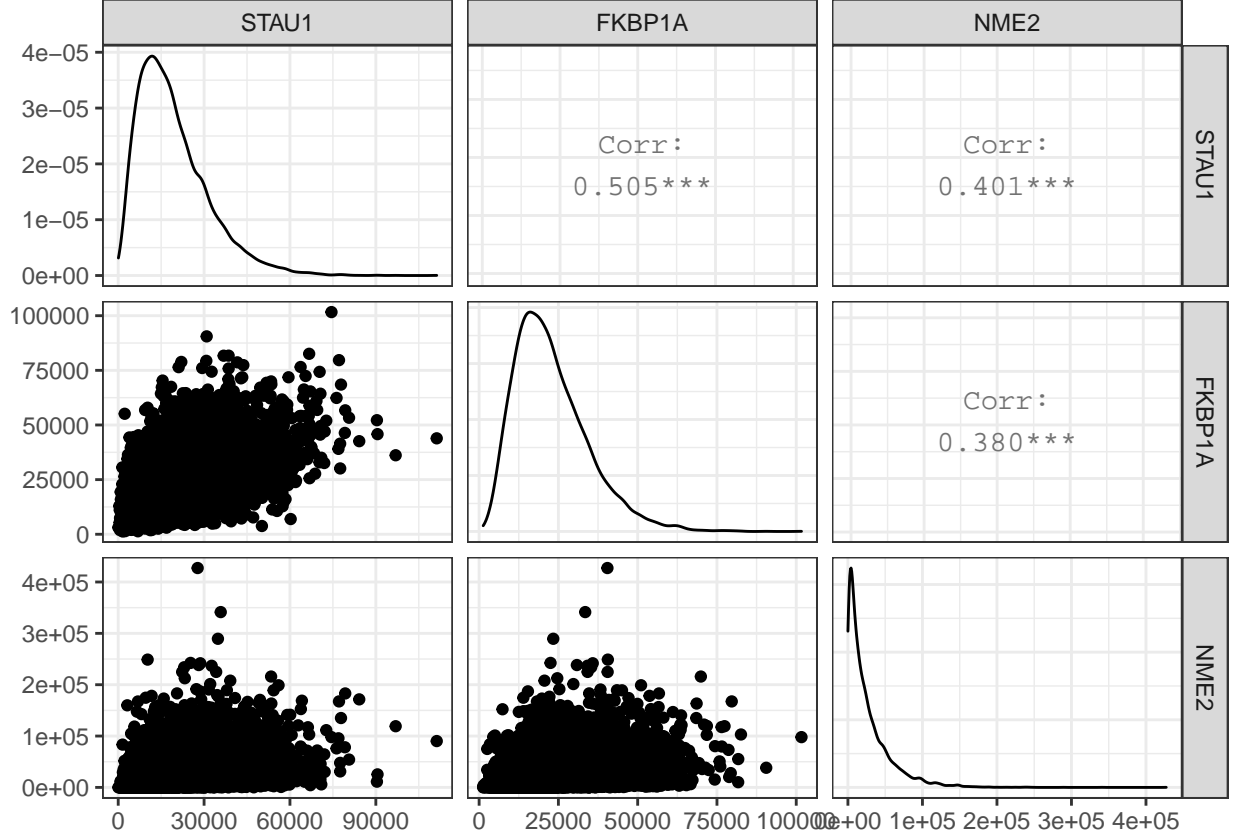 STAU1 FKBP1A NME2
4e−05
3e−05
2e−05
1e−05
0e+00
Corr:
0.505***
Corr:
0.401***
STAU1
100000
75000
50000
25000
0
Corr:
0.380***
FKBP1A
4e+05
3e+05
2e+05
1e+05
0e+00
NME2
0 30000 60000 90000
0 25000 50000 75000 100000
0e+00 1e+05 2e+05 3e+05 4e+05